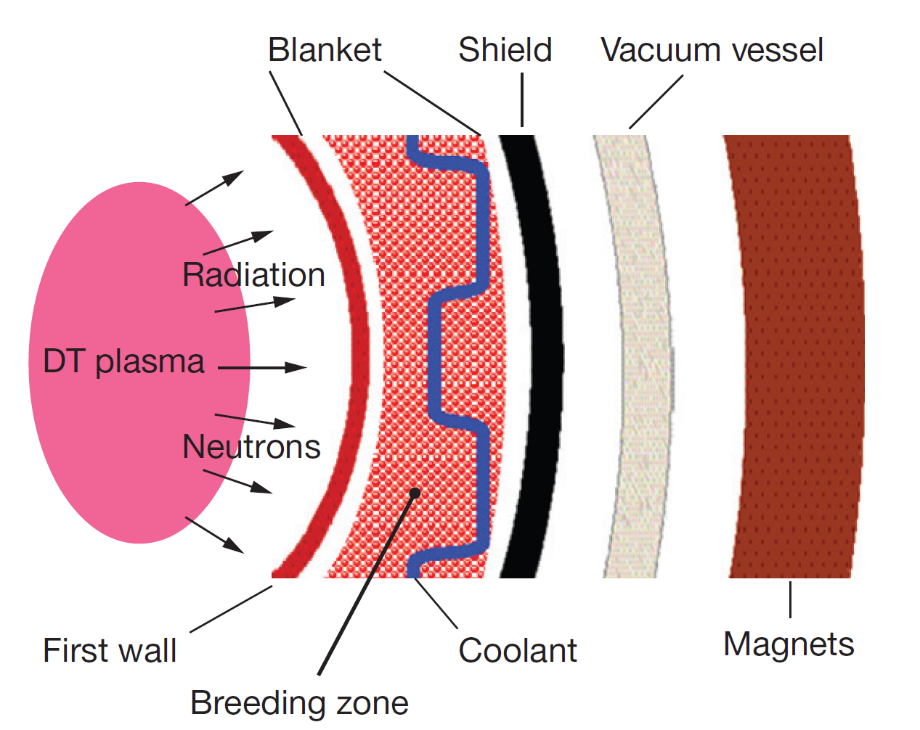 Blanket
Shield
Vacuum vessel
Radiation
DT plasma
Neutrons
First wall
Coolant
Magnets
Breeding zone